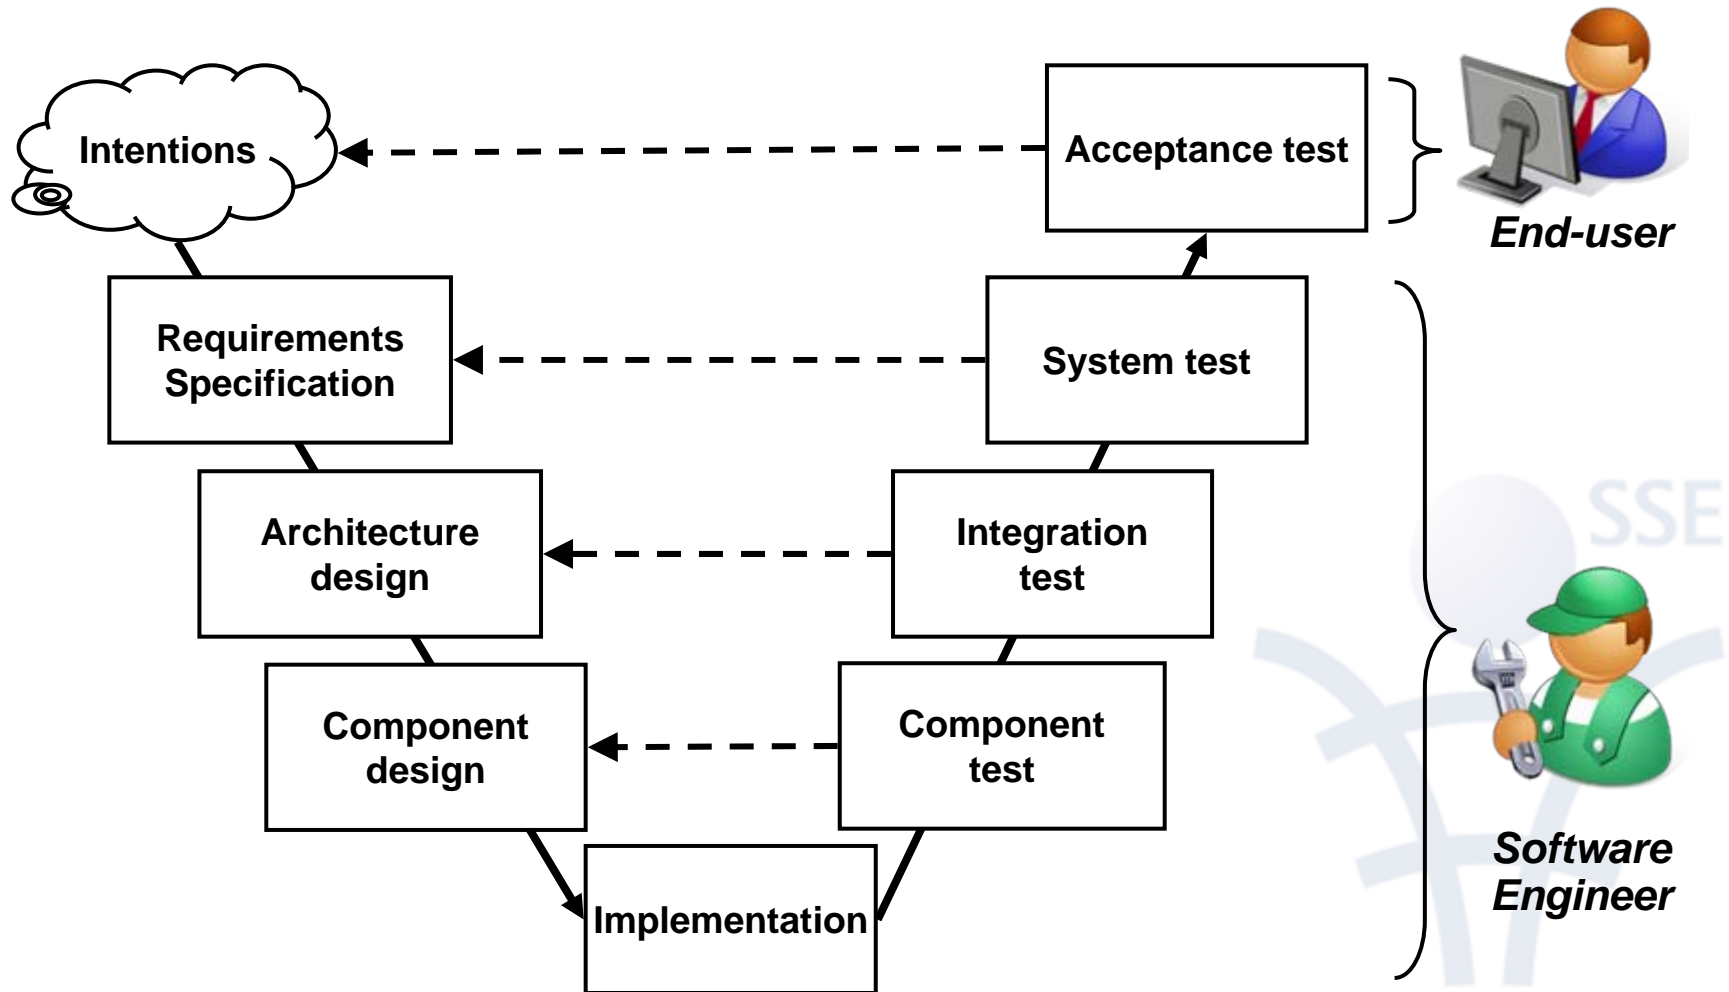 Intentions
Acceptance test
End-user
Requirements
Specification
System test
Architecture
design
Integration
test
SSE
Component
design
Component
test
Software
Engineer
Implementation